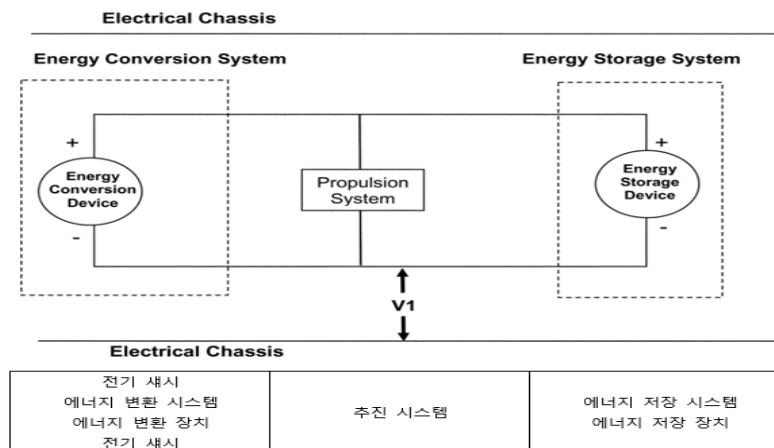 Electrical Chassis
Energy Conversion System
Energy Storage System
+
+
Energy
Conversion
Device
Propulsion
System
Energy
Storage
Device
-
-
V1
Electrical Chassis
전기 섀시
에너지 변환 시스템
에너지 변환 장치
전기 섀시
추진 시스템
에너지 저장 시스템
에너지 저장 장치